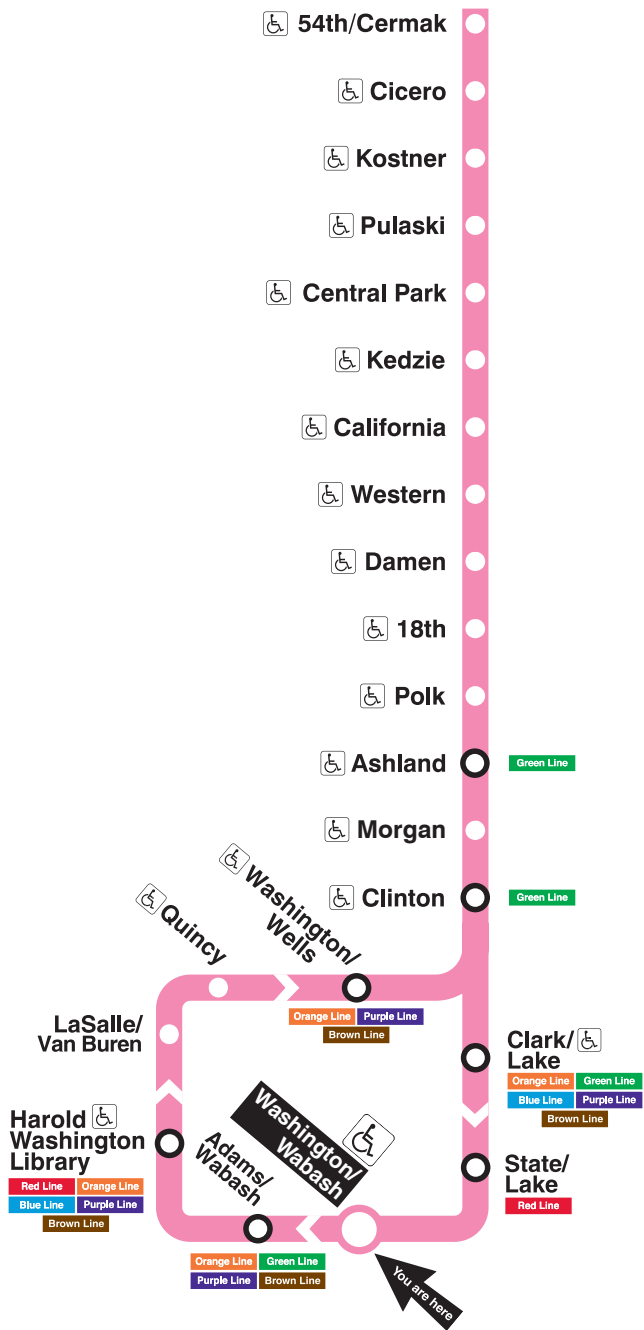 54th/Cermak
Cicero
Kostner
Pulaski
Central Park
Kedzie
California
Western
Damen
18th
Polk
Ashland
Green Line
Morgan
Clinton
Green Line
Washington/
Wells
Orange Line Purple Line
Brown Line
Quincy
LaSalle/
Van Buren
Clark/
Lake
Orange Line Green Line
Blue Line Purple Line
Brown Line
Harold
Washington
Library
Red Line Orange Line
Blue Line Purple Line
Brown Line
Adams/
Wabash
Orange Line Green Line
Purple Line Brown Line
Washington/
Wabash
State/
Lake
Red Line
You are here